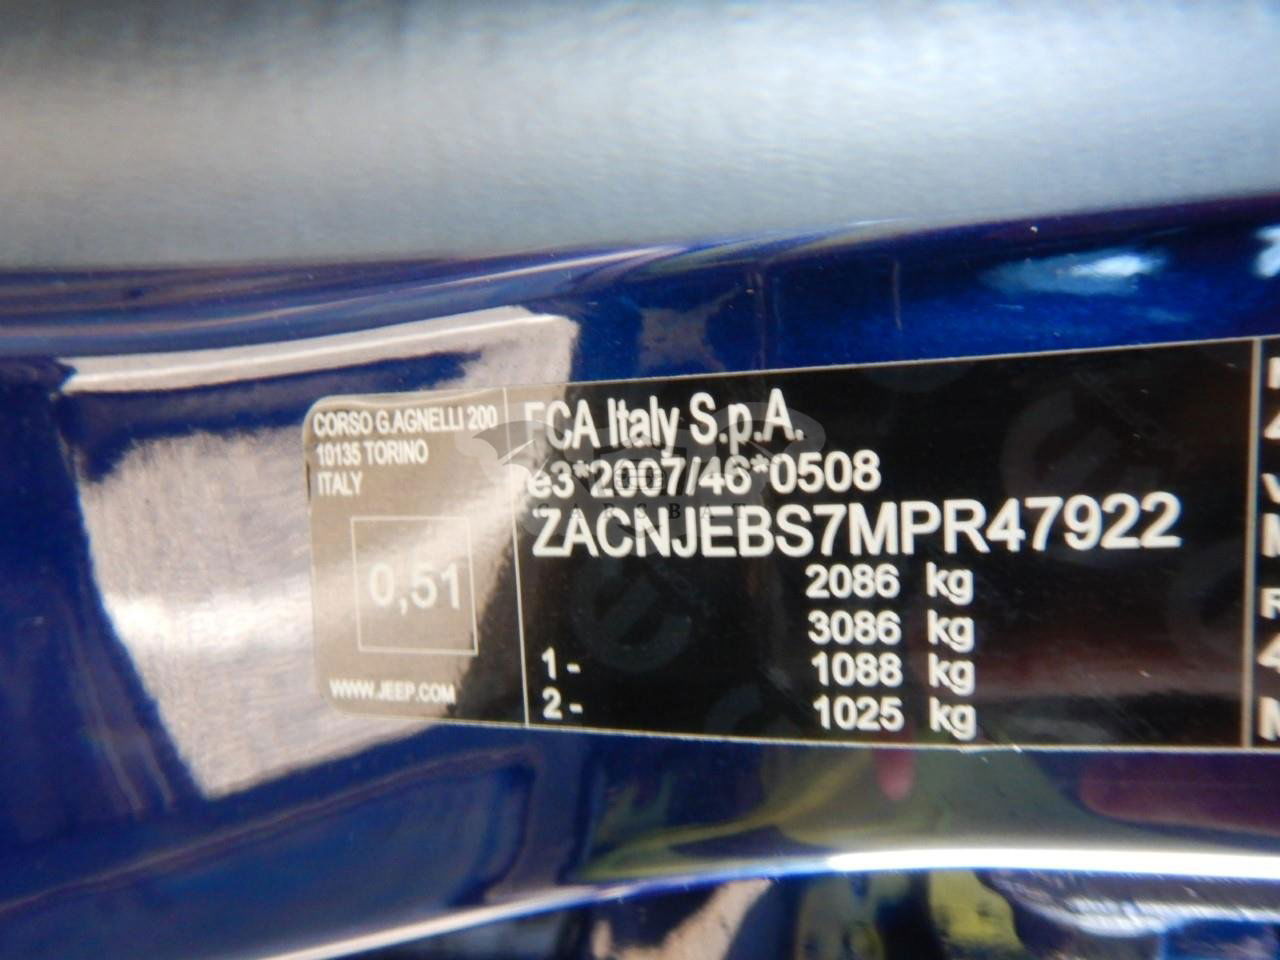 CORSO G.AGNELLI 200
10135 TORINO
ITALY
0,51
WWW.JEEP.COM
FCA Italy S.p.A.
e3*2007/46*0508
ZACNJEBS7MPR47922
2086 kg
3086 kg
1 - 1088 kg
2 - 1025 kg